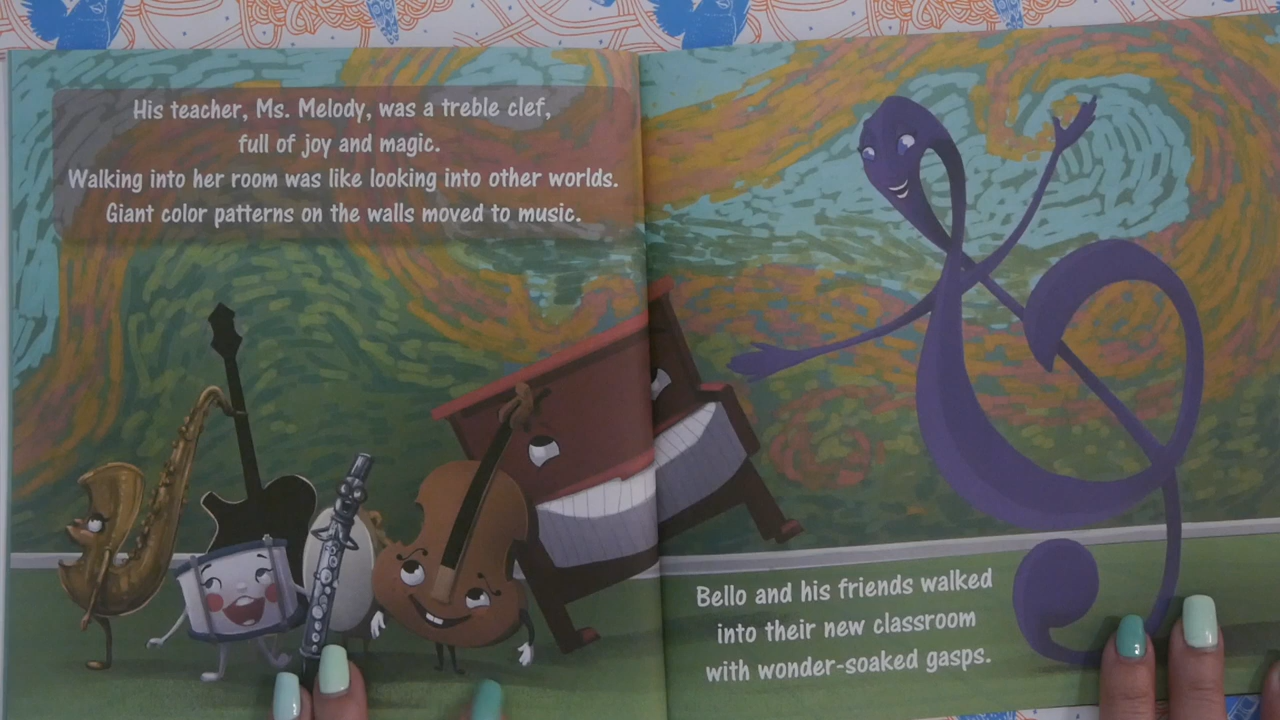 His teacher, Ms. Melody, was a treble clef,
full of joy and magic.
Walking into her room was like looking into other worlds.
Giant color patterns on the walls moved to music.
Bello and his friends walked
into their new classroom
with wonder-soaked gasps.